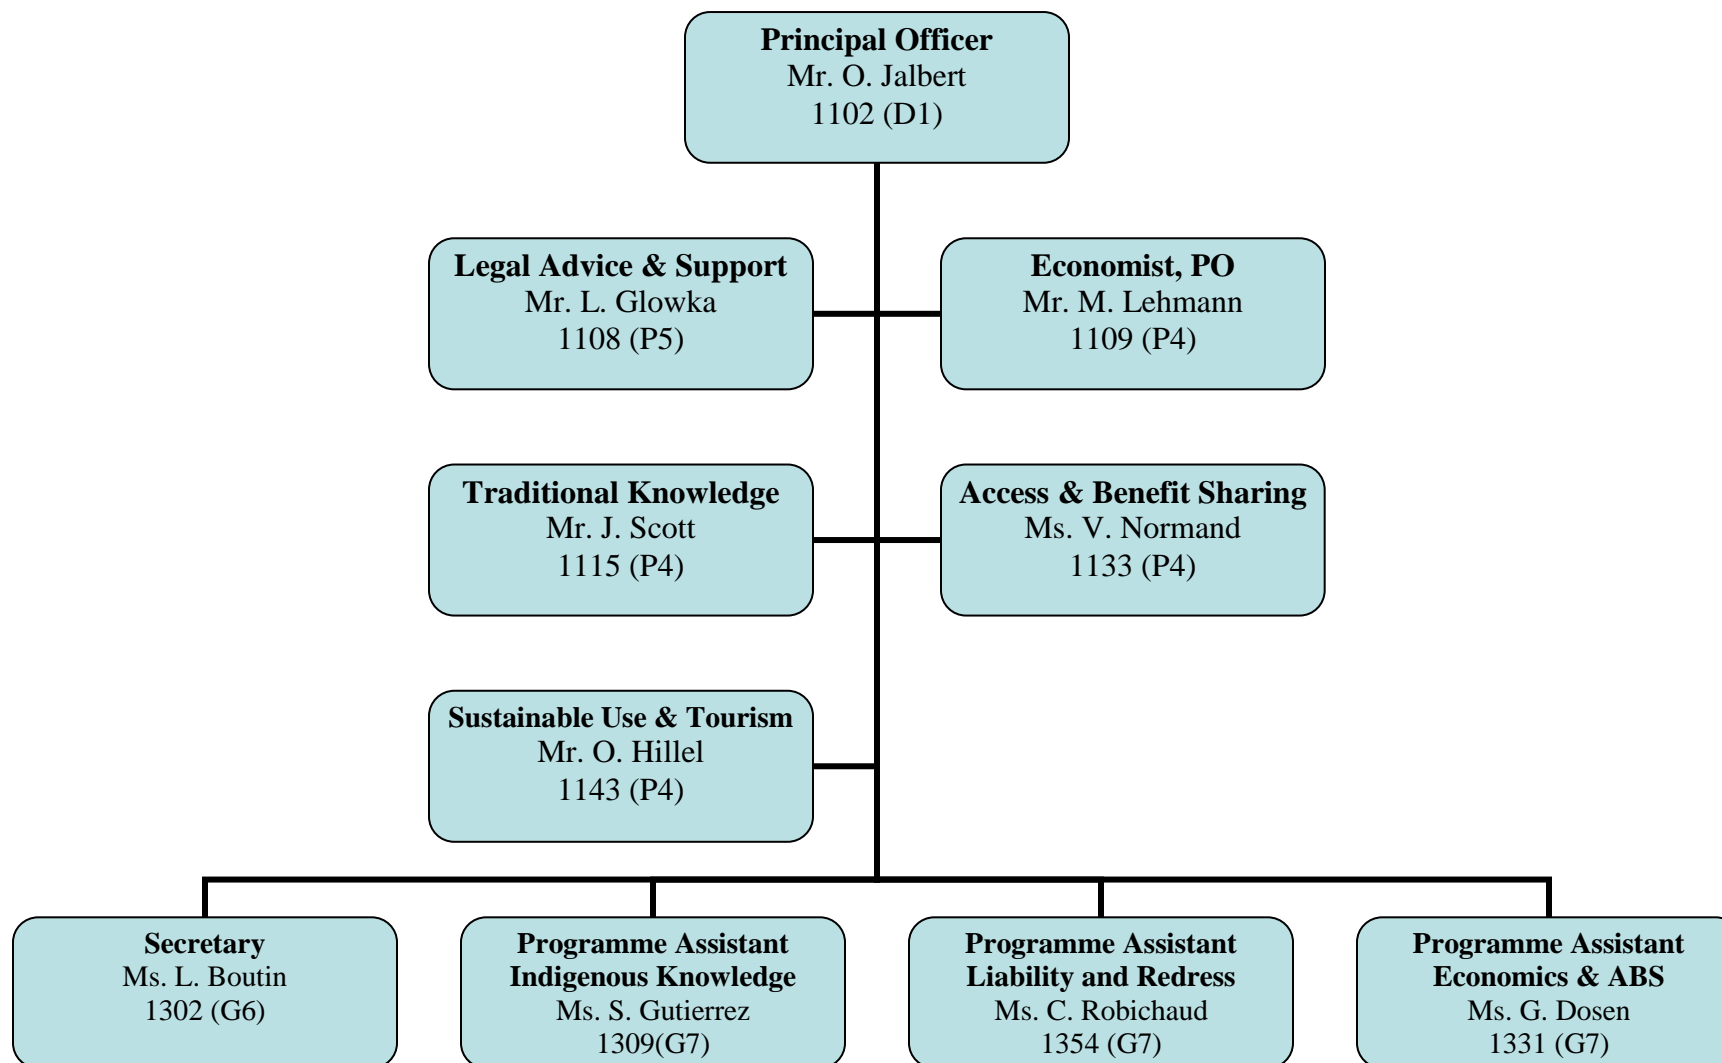 Principal Officer
Mr. O. Jalbert
1102 (D1)
Legal Advice & Support
Mr. L. Glowka
1108 (P5)
Economist, PO
Mr. M. Lehmann
1109 (P4)
Traditional Knowledge
Mr. J. Scott
1115 (P4)
Access & Benefit Sharing
Ms. V. Normand
1133 (P4)
Sustainable Use & Tourism
Mr. O. Hillel
1143 (P4)
Secretary
Ms. L. Boutin
1302 (G6)
Programme Assistant
Indigenous Knowledge
Ms. S. Gutierrez
1309(G7)
Programme Assistant
Liability and Redress
Ms. C. Robichaud
1354 (G7)
Programme Assistant
Economics & ABS
Ms. G. Dosen
1331 (G7)